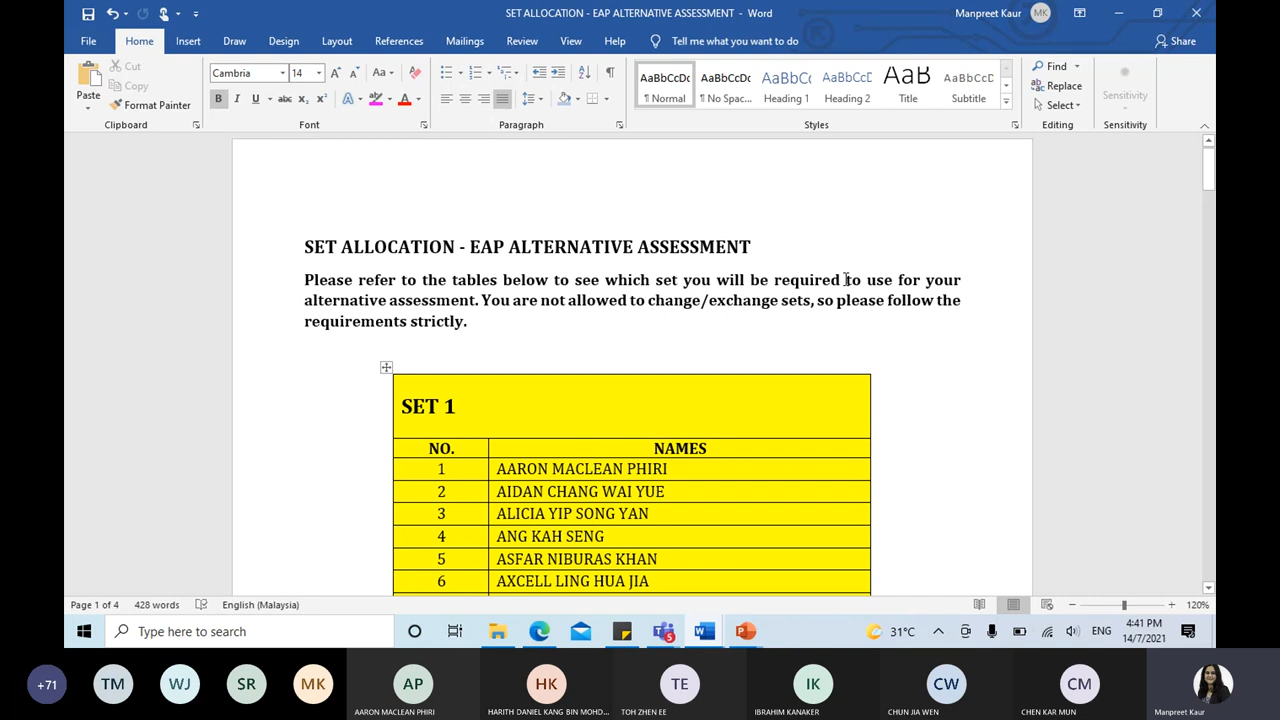 SET ALLOCATION - EAP ALTERNATIVE ASSESSMENT - Word
Manpreet Kaur MK
File Home Insert Draw Design Layout References Mailings Review View Help Tell me what you want to do Share
Paste
Cut
Copy
Format Painter
Clipboard
Cambria 14
Font
Paragraph
AaBbCcDc AaBbCcDc AaBbCc AaBbCcD AaB AaBbCcD
¶ Normal ¶ No Spac... Heading 1 Heading 2 Title Subtitle
Styles
Find
Replace
Select
Editing
Sensitivity
Sensitivity
SET ALLOCATION - EAP ALTERNATIVE ASSESSMENT
Please refer to the tables below to see which set you will be required to use for your
alternative assessment. You are not allowed to change/exchange sets, so please follow the
requirements strictly.
SET 1
NO. NAMES
1 AARON MACLEAN PHIRI
2 AIDAN CHANG WAI YUE
3 ALICIA YIP SONG YAN
4 ANG KAH SENG
5 ASFAR NIBURAS KHAN
6 AXCELL LING HUA JIA
Page 1 of 4 428 words English (Malaysia) 120%
Type here to search 5 31°C ENG 4:41 PM
14/7/2021
+71 TM WJ SR MK AP HK TE IK CW CM
AARON MACLEAN PHIRI HARITH DANIEL KANG BIN MOHD... TOH ZHEN EE IBRAHIM KANAKER CHUN JIA WEN CHEN KAR MUN Manpreet Kaur